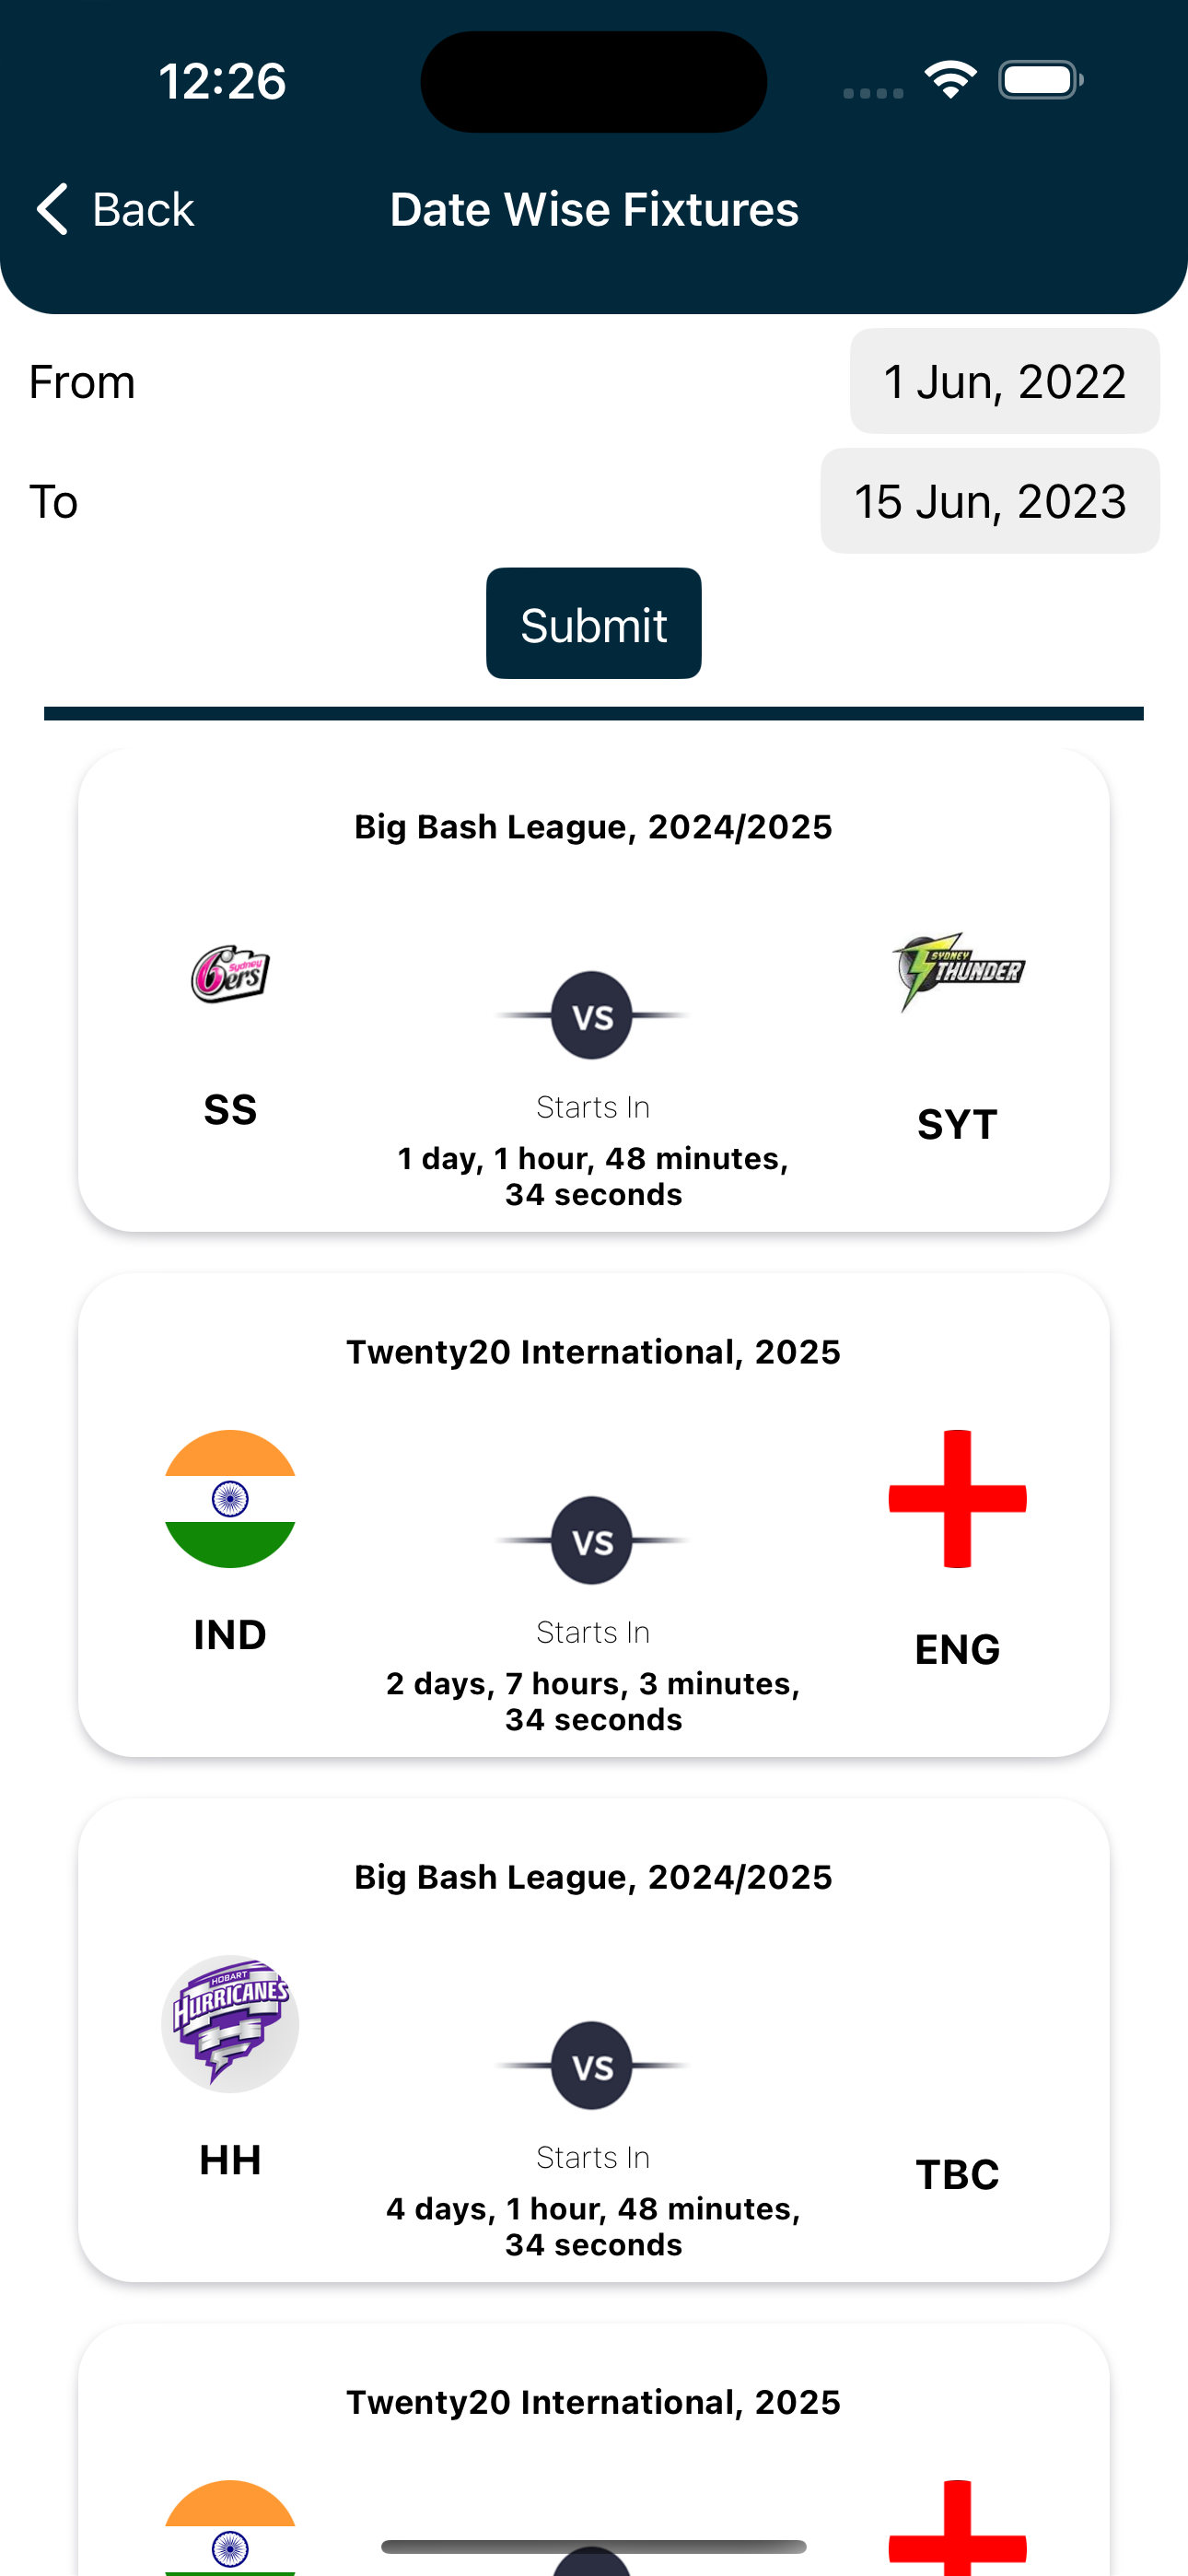 12:26
Back
Date Wise Fixtures
From
1 Jun, 2022
To
15 Jun, 2023
Submit
Big Bash League, 2024/2025
Sydney
6ers
SYDNEY
THUNDER
VS
SS
Starts In
SYT
1 day, 1 hour, 48 minutes,
34 seconds
Twenty20 International, 2025
VS
IND
Starts In
ENG
2 days, 7 hours, 3 minutes,
34 seconds
Big Bash League, 2024/2025
HOBART
HURRICANES
VS
HH
Starts In
TBC
4 days, 1 hour, 48 minutes,
34 seconds
Twenty20 International, 2025